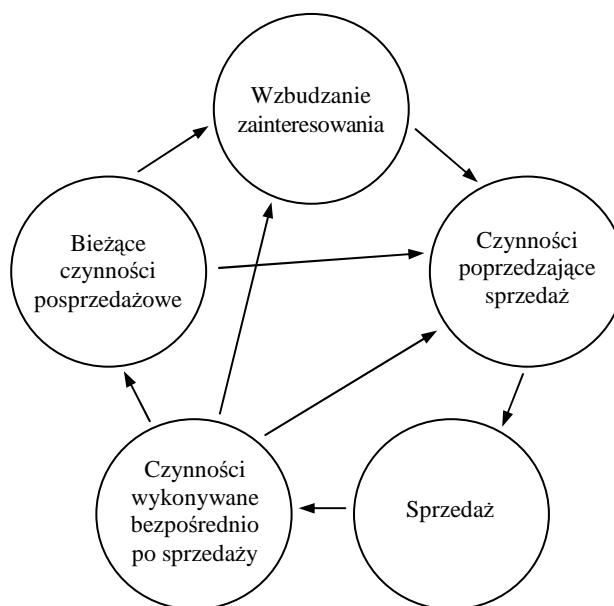 Wzbudzanie
zainteresowania
Czynności
poprzedzające
sprzedaż
Bieżące
czynności
posprzedażowe
Czynności
wykonywane
bezpośrednio
po sprzedaży
Sprzedaż